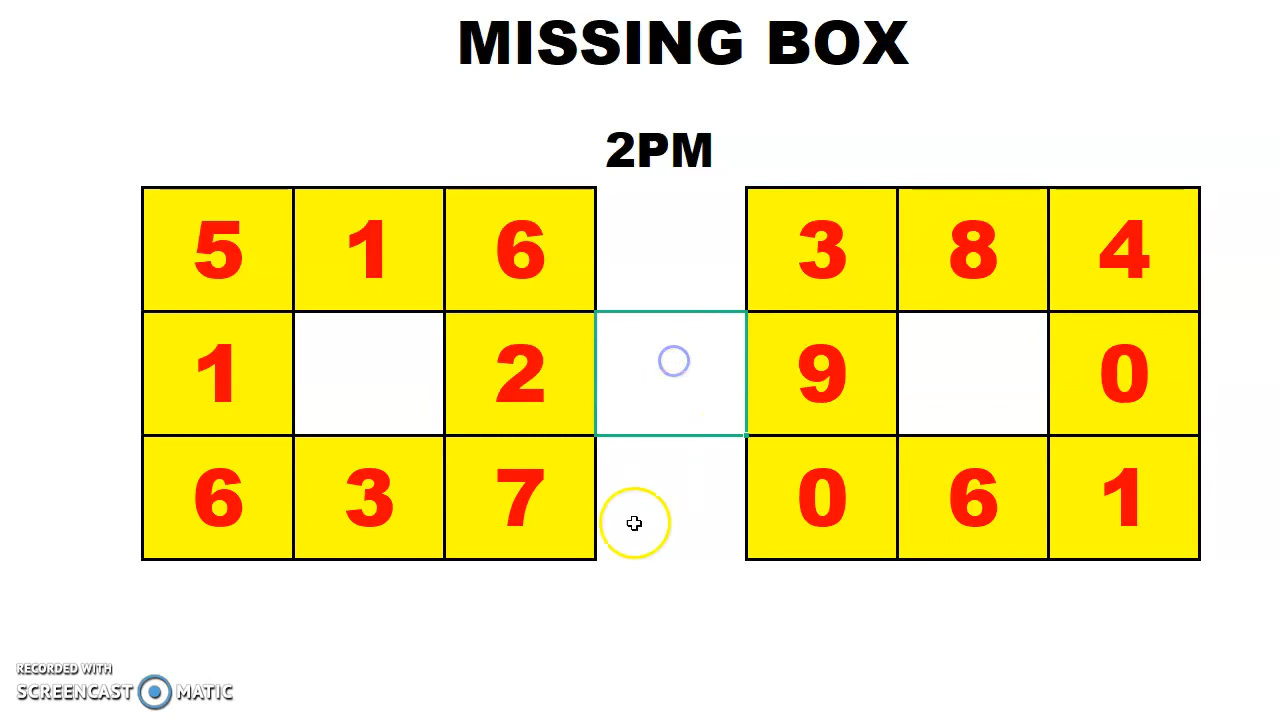 MISSING BOX
2PM
5 1 6 3 8 4
1 2 9 0
6 3 7 0 6 1
RECORDED WITH
SCREENCAST MATIC